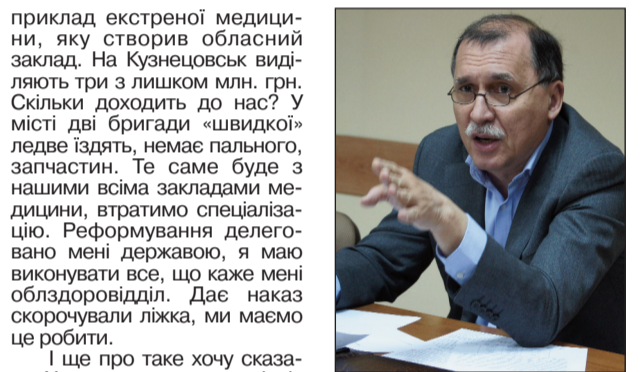 приклад екстреної медици-
ни, яку створив обласний
заклад. На Кузнецовськ виді-
ляють три з лишком млн. грн.
Скільки доходить до нас? У
місті дві бригади «швидкої»
ледве їздять, немає пального,
запчастин. Те саме буде з
нашими всіма закладами ме-
дицини, втратимо спеціаліза-
цію. Реформування делего-
вано мені державою, я маю
виконувати все, що каже мені
облздороввідділ. Дає наказ
скорочували ліжка, ми маємо
це робити.
І ще про таке хочу сказа-